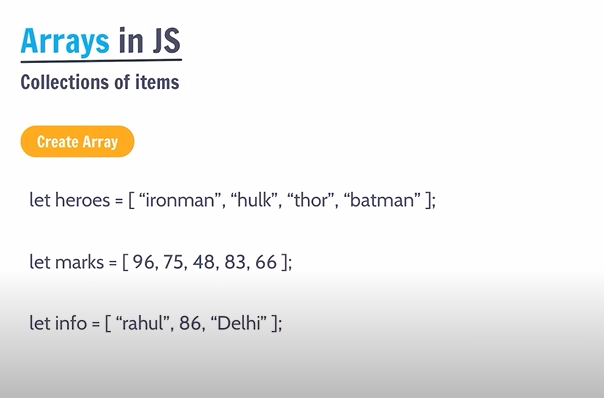 Arrays in JS
Collections of items
Create Array
let heroes = [ “ironman”, “hulk”, “thor”, “batman” ];
let marks = [ 96, 75, 48, 83, 66 ];
let info = [ “rahul”, 86, “Delhi” ];